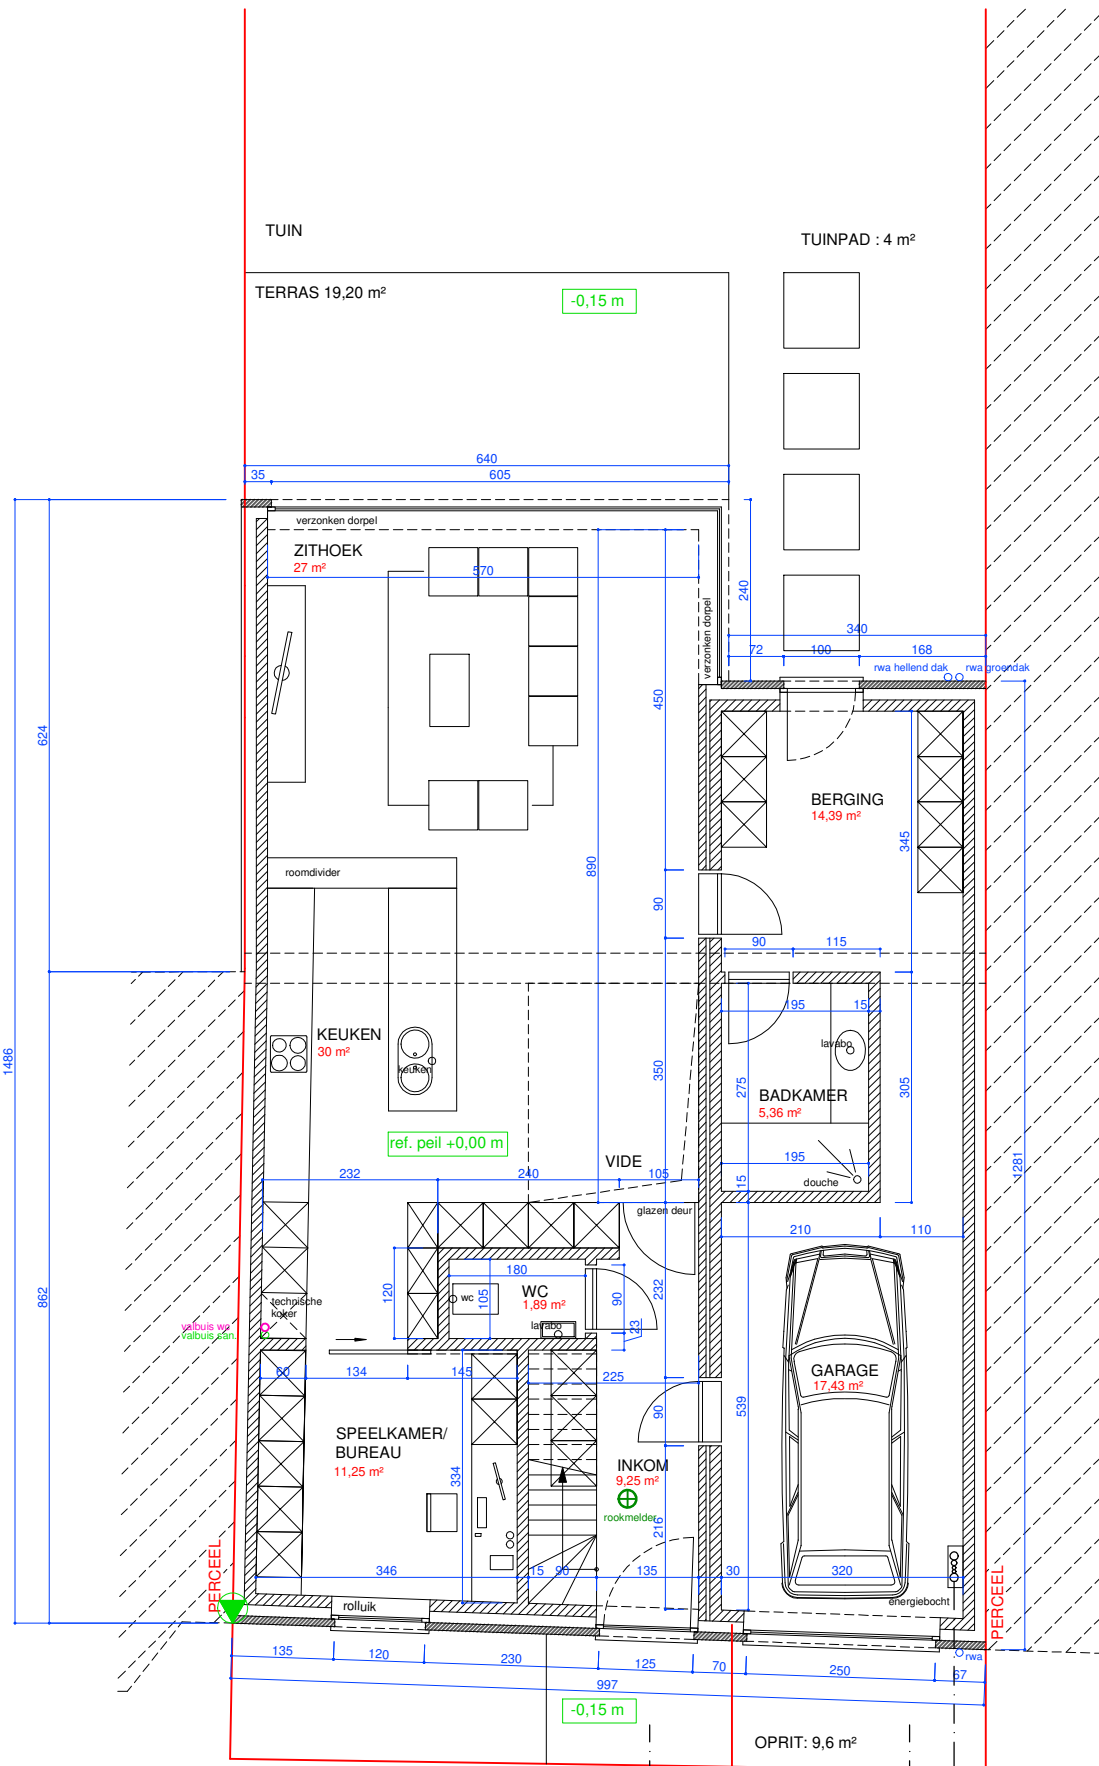 TUIN
TUINPAD : 4 m²
TERRAS 19,20 m²
-0,15 m
640
35
605
verzonken dorpel
ZITHOEK
27 m²
570
240
verzonken dorpel
340
72
100
168
rwa hellend dak
rwa groendak
450
624
BERGING
14,39 m²
345
890
roomdivider
90
90
115
195
15
KEUKEN
30 m²
lavabo
keuken
1486
350
275
BADKAMER
5,36 m²
305
ref. peil +0,00 m
VIDE
195
1281
232
240
105
15
douche
glazen deur
210
110
180
WC
1,89 m²
wc
105
120
90
232
862
technische
koker
valbuis wc
valbuis san.
lavabo
23
60
134
145
225
GARAGE
17,43 m²
90
539
SPEELKAMER/
BUREAU
11,25 m²
334
INKOM
9,25 m²
rookmelder
216
346
15
90
135
30
320
PERCEEL
rolluik
energiebocht
PERCEEL
135
120
230
125
70
250
67
rwa
997
-0,15 m
OPRIT: 9,6 m²